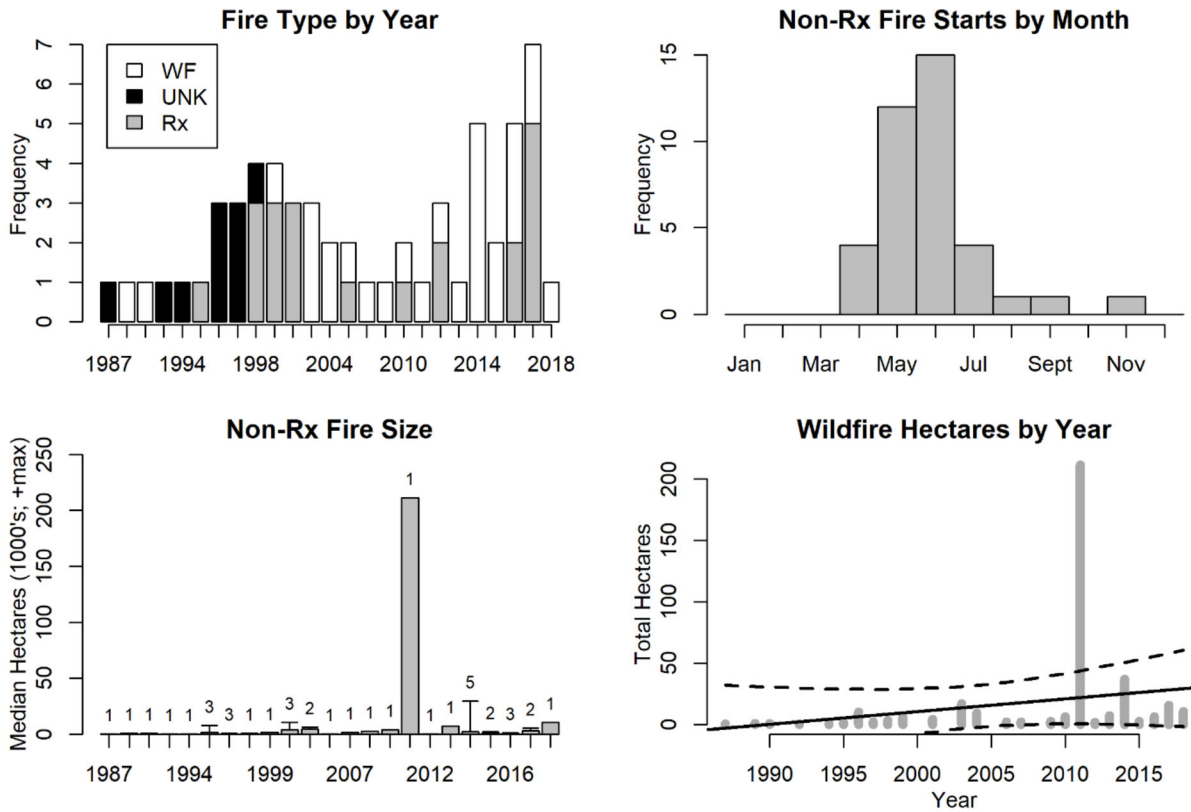 Fire Type by Year
7
6
5
4
3
2
1
0
Frequency
WF
UNK
Rx
1987 1994 1998 2004 2010 2014 2018
Non-Rx Fire Starts by Month
15
10
5
0
Frequency
Jan Mar May Jul Sept Nov
Non-Rx Fire Size
250
200
150
100
50
0
Median Hectares (1000's; +max)
1 1 1 1 1 3 3 1 3 2 1 1 1 1 1 1 1 5 2 3 2 1
1987 1994 1999 2007 2012 2016
Wildfire Hectares by Year
200
150
100
50
0
Total Hectares
1990 1995 2000 2005 2010 2015
Year